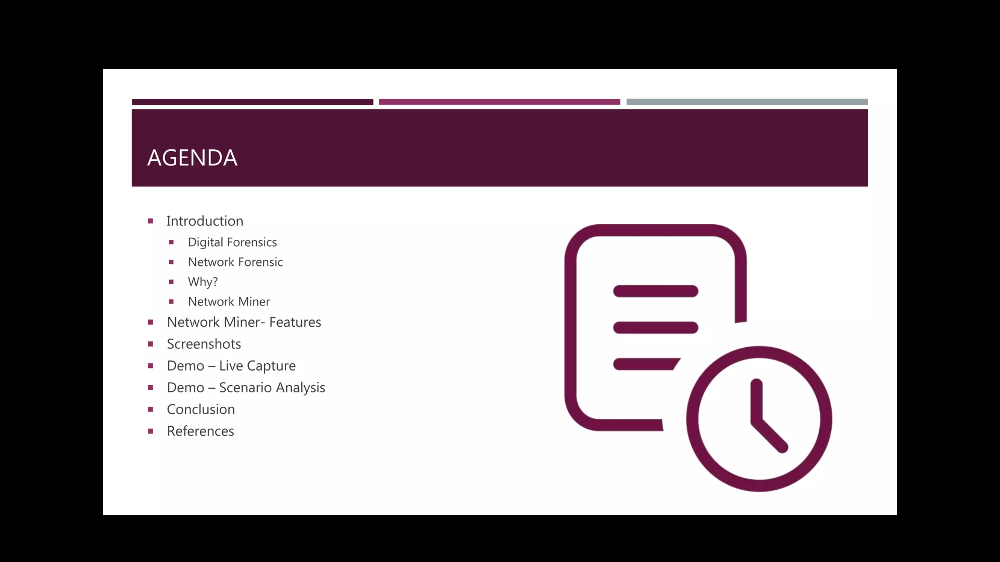 AGENDA
Introduction
Digital Forensics
Network Forensic
Why?
Network Miner
Network Miner- Features
Screenshots
Demo – Live Capture
Demo – Scenario Analysis
Conclusion
References